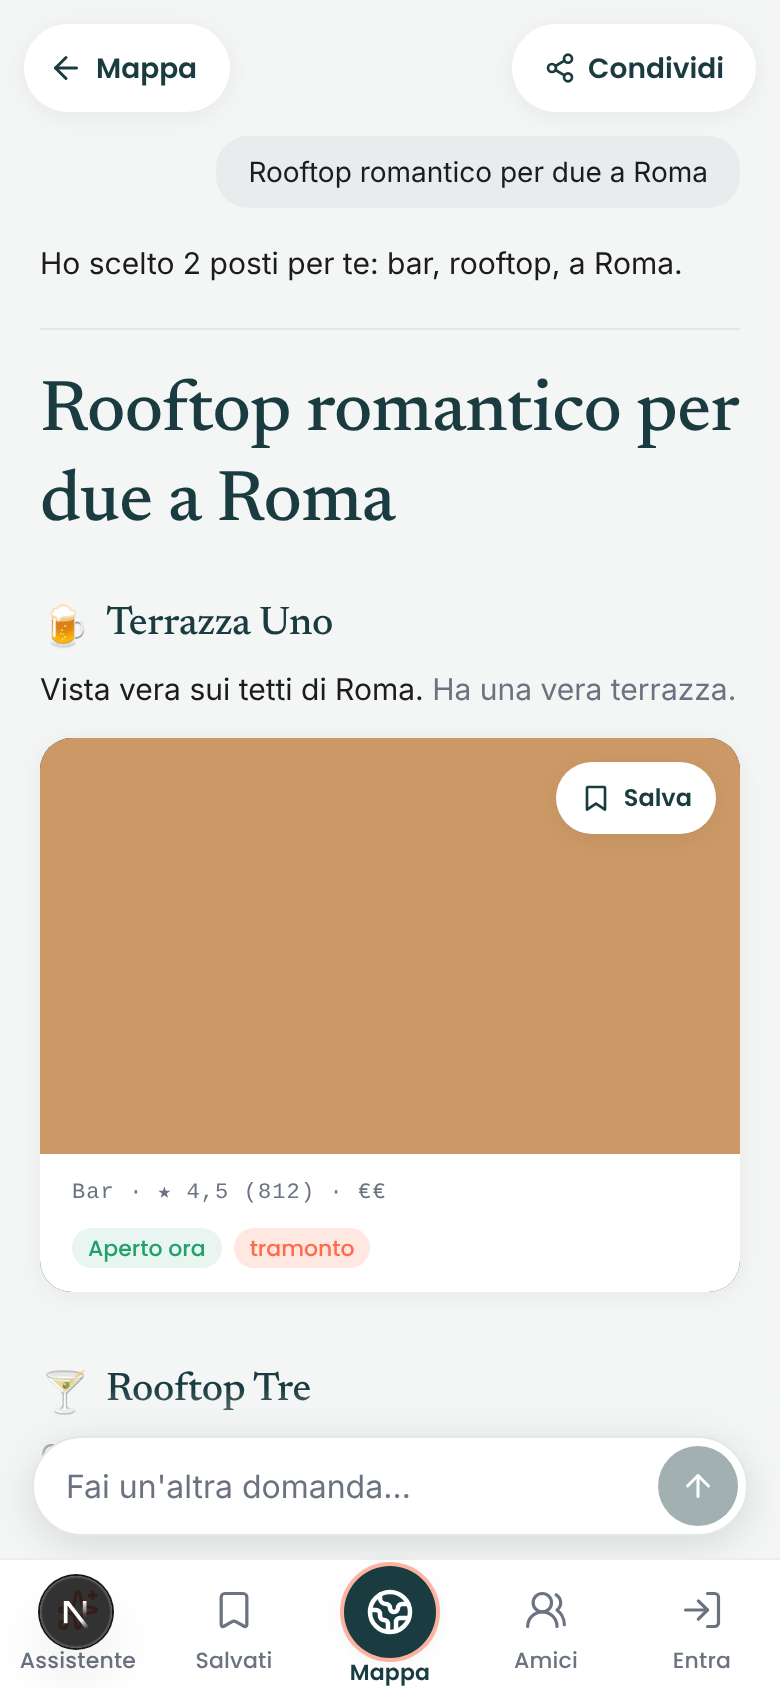 Mappa
Condividi
Rooftop romantico per due a Roma
Ho scelto 2 posti per te: bar, rooftop, a Roma.
Rooftop romantico per
due a Roma
Terrazza Uno
Vista vera sui tetti di Roma. Ha una vera terrazza.
Salva
Bar · ★ 4,5 (812) · €€
Aperto ora
tramonto
Rooftop Tre
Fai un'altra domanda...
N
Assistente
Salvati
Mappa
Amici
Entra